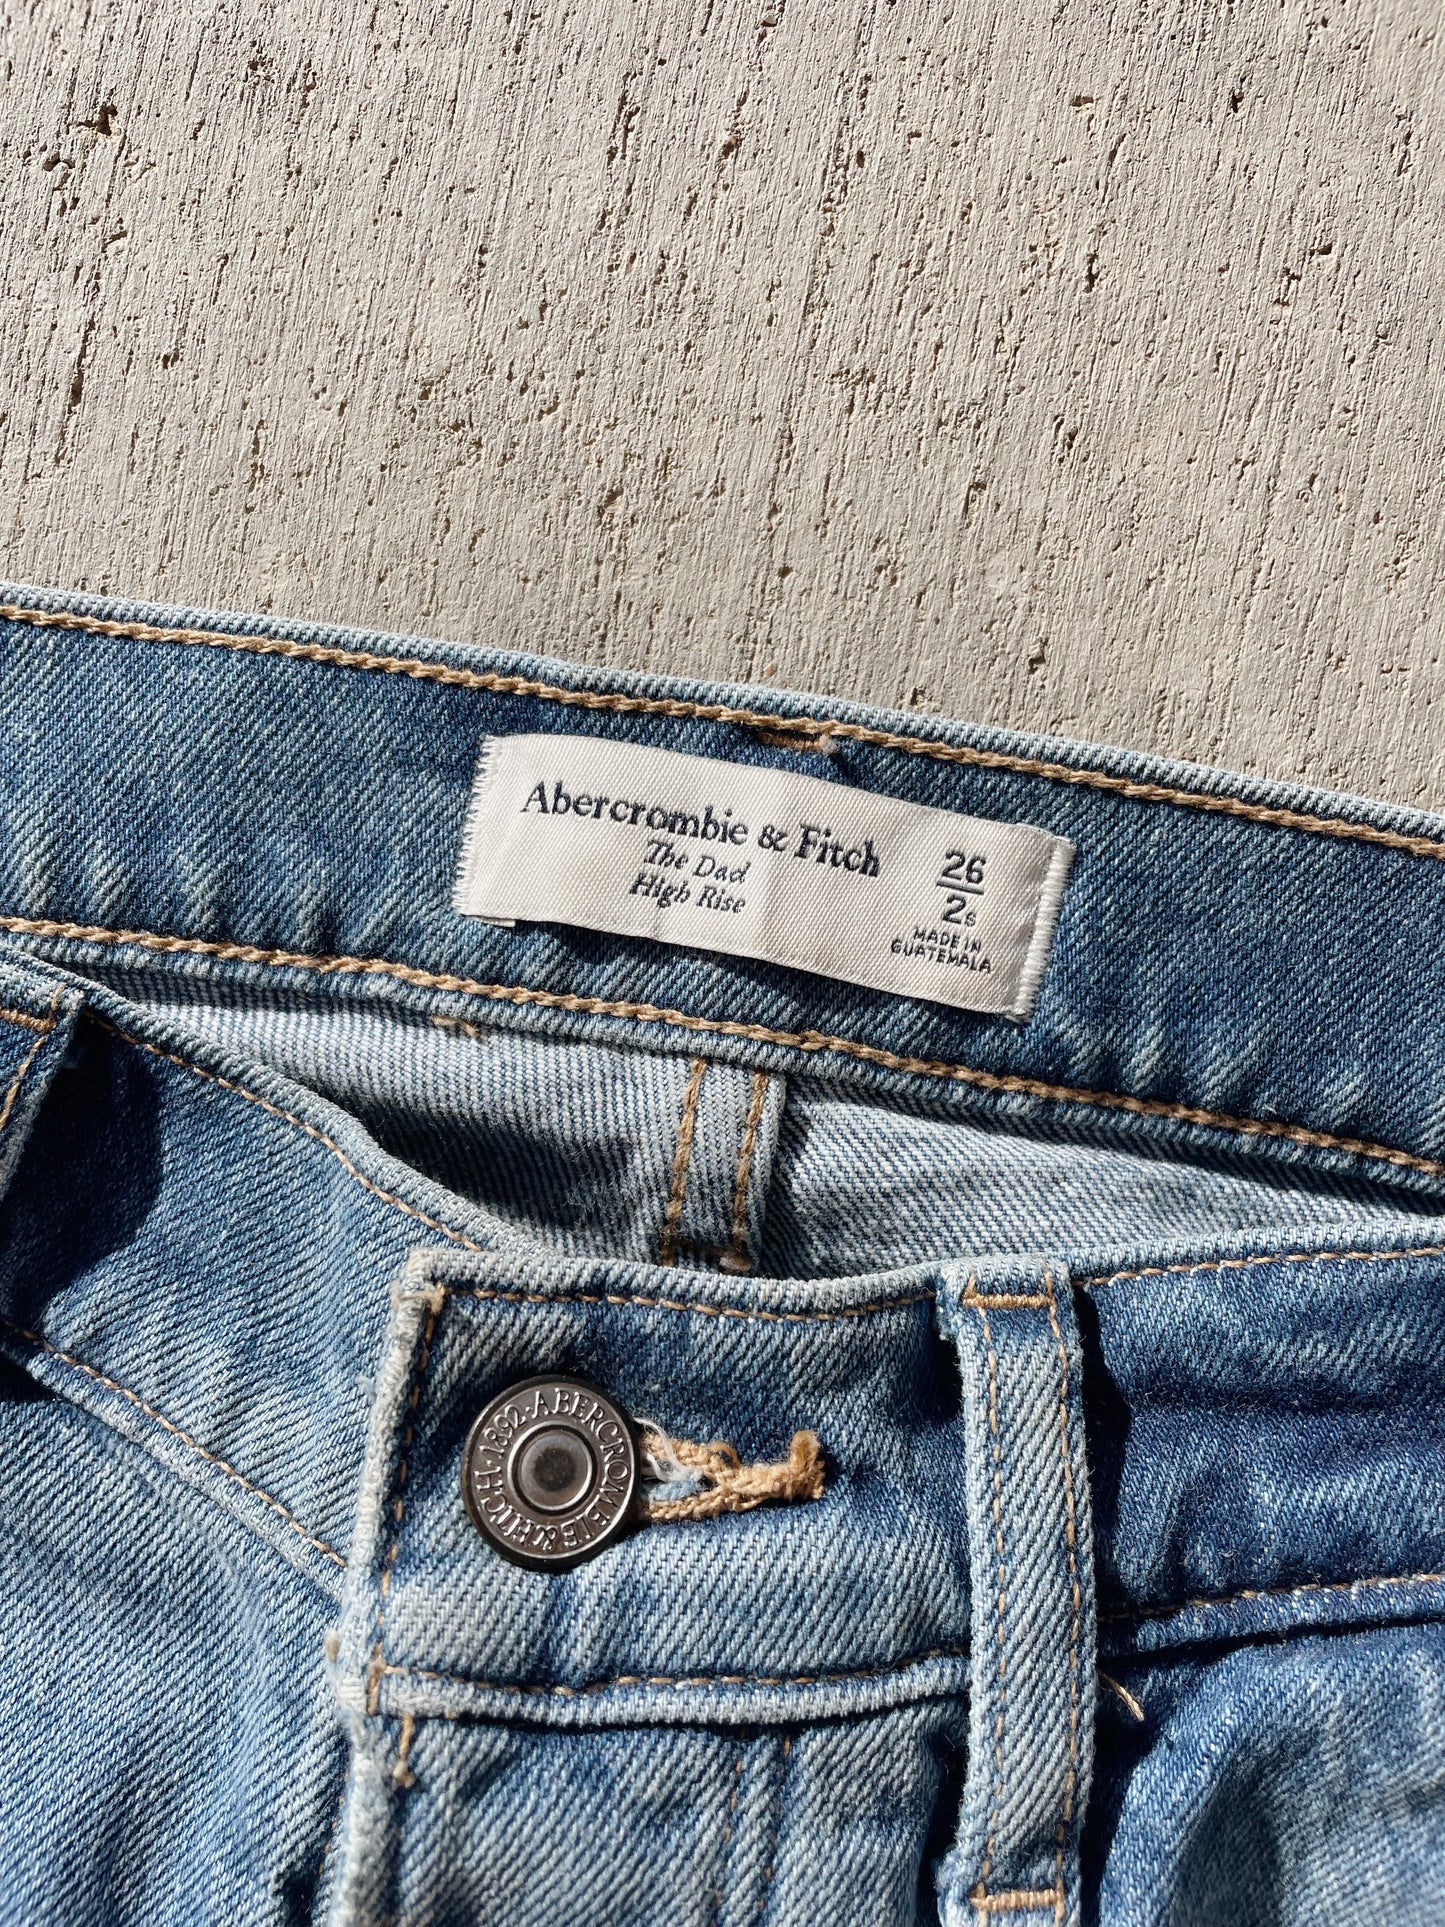 Abercrombie & Fitch
The Dad
High Rise
26
2s
MADE IN
GUATEMALA
1892·ABERCROMBIE&FITCH·